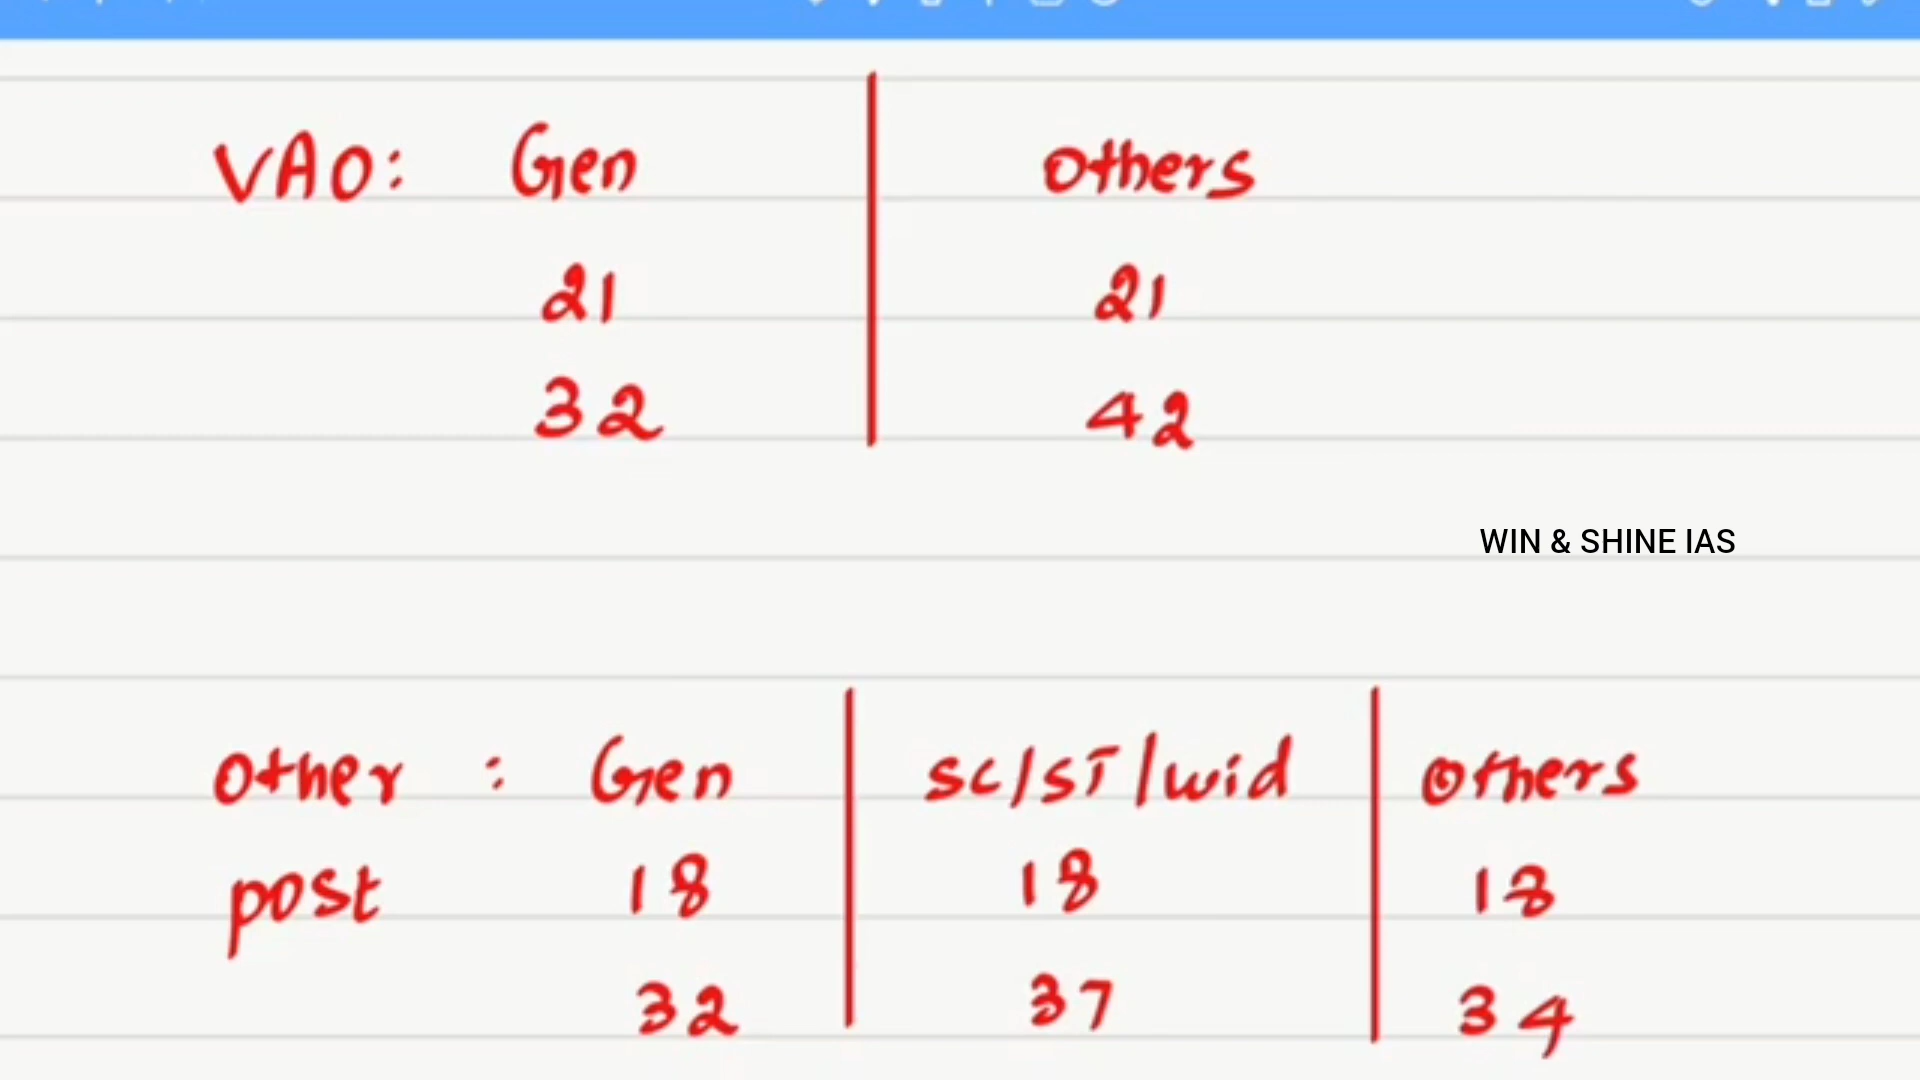 VAO: Gen Others
21 21
32 42
WIN & SHINE IAS
Other : Gen SC/ST/wid Others
post 18 18 18
32 37 34